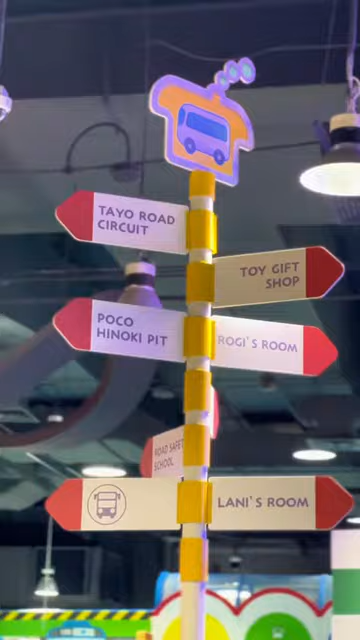 TAYO ROAD
CIRCUIT
TOY GIFT
SHOP
POCO
HINOKI PIT
ROGI'S ROOM
ROAD SAFETY
SCHOOL
LANI'S ROOM